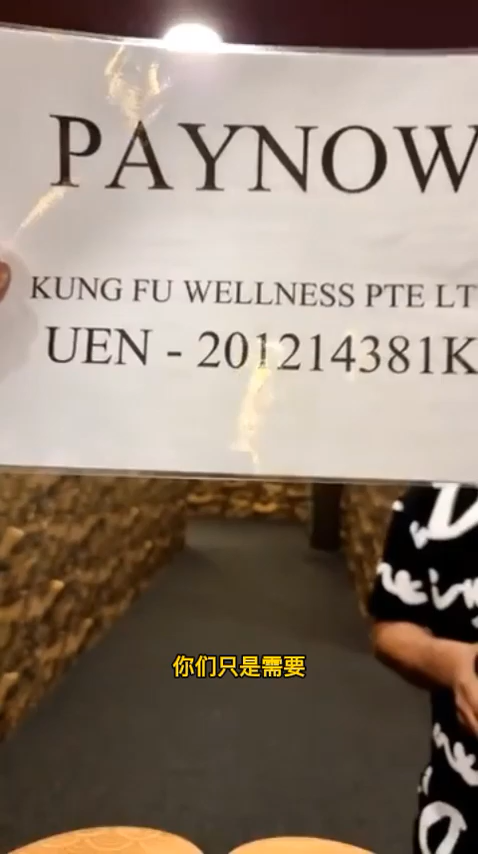 PAYNOW
KUNG FU WELLNESS PTE LT
UEN - 201214381K
你们只是需要